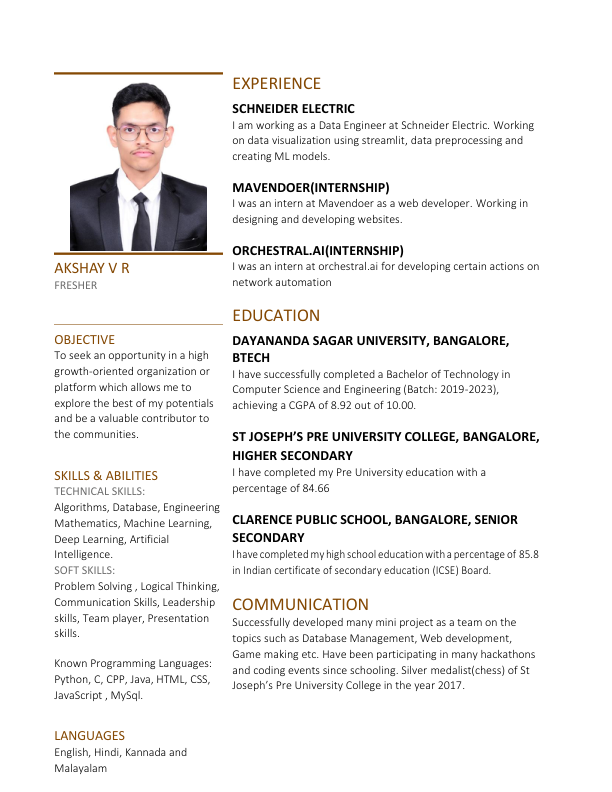 AKSHAY V R
FRESHER
OBJECTIVE
To seek an opportunity in a high
growth-oriented organization or
platform which allows me to
explore the best of my potentials
and be a valuable contributor to
the communities.
SKILLS & ABILITIES
TECHNICAL SKILLS:
Algorithms, Database, Engineering
Mathematics, Machine Learning,
Deep Learning, Artificial
Intelligence.
SOFT SKILLS:
Problem Solving , Logical Thinking,
Communication Skills, Leadership
skills, Team player, Presentation
skills.
Known Programming Languages:
Python, C, CPP, Java, HTML, CSS,
JavaScript , MySql.
LANGUAGES
English, Hindi, Kannada and
Malayalam
EXPERIENCE
SCHNEIDER ELECTRIC
I am working as a Data Engineer at Schneider Electric. Working
on data visualization using streamlit, data preprocessing and
creating ML models.
MAVENDOER(INTERNSHIP)
I was an intern at Mavendoer as a web developer. Working in
designing and developing websites.
ORCHESTRAL.AI(INTERNSHIP)
I was an intern at orchestral.ai for developing certain actions on
network automation
EDUCATION
DAYANANDA SAGAR UNIVERSITY, BANGALORE,
BTECH
I have successfully completed a Bachelor of Technology in
Computer Science and Engineering (Batch: 2019-2023),
achieving a CGPA of 8.92 out of 10.00.
ST JOSEPH’S PRE UNIVERSITY COLLEGE, BANGALORE,
HIGHER SECONDARY
I have completed my Pre University education with a
percentage of 84.66
CLARENCE PUBLIC SCHOOL, BANGALORE, SENIOR
SECONDARY
I have completed my high school education with a percentage of 85.8
in Indian certificate of secondary education (ICSE) Board.
COMMUNICATION
Successfully developed many mini project as a team on the
topics such as Database Management, Web development,
Game making etc. Have been participating in many hackathons
and coding events since schooling. Silver medalist(chess) of St
Joseph’s Pre University College in the year 2017.